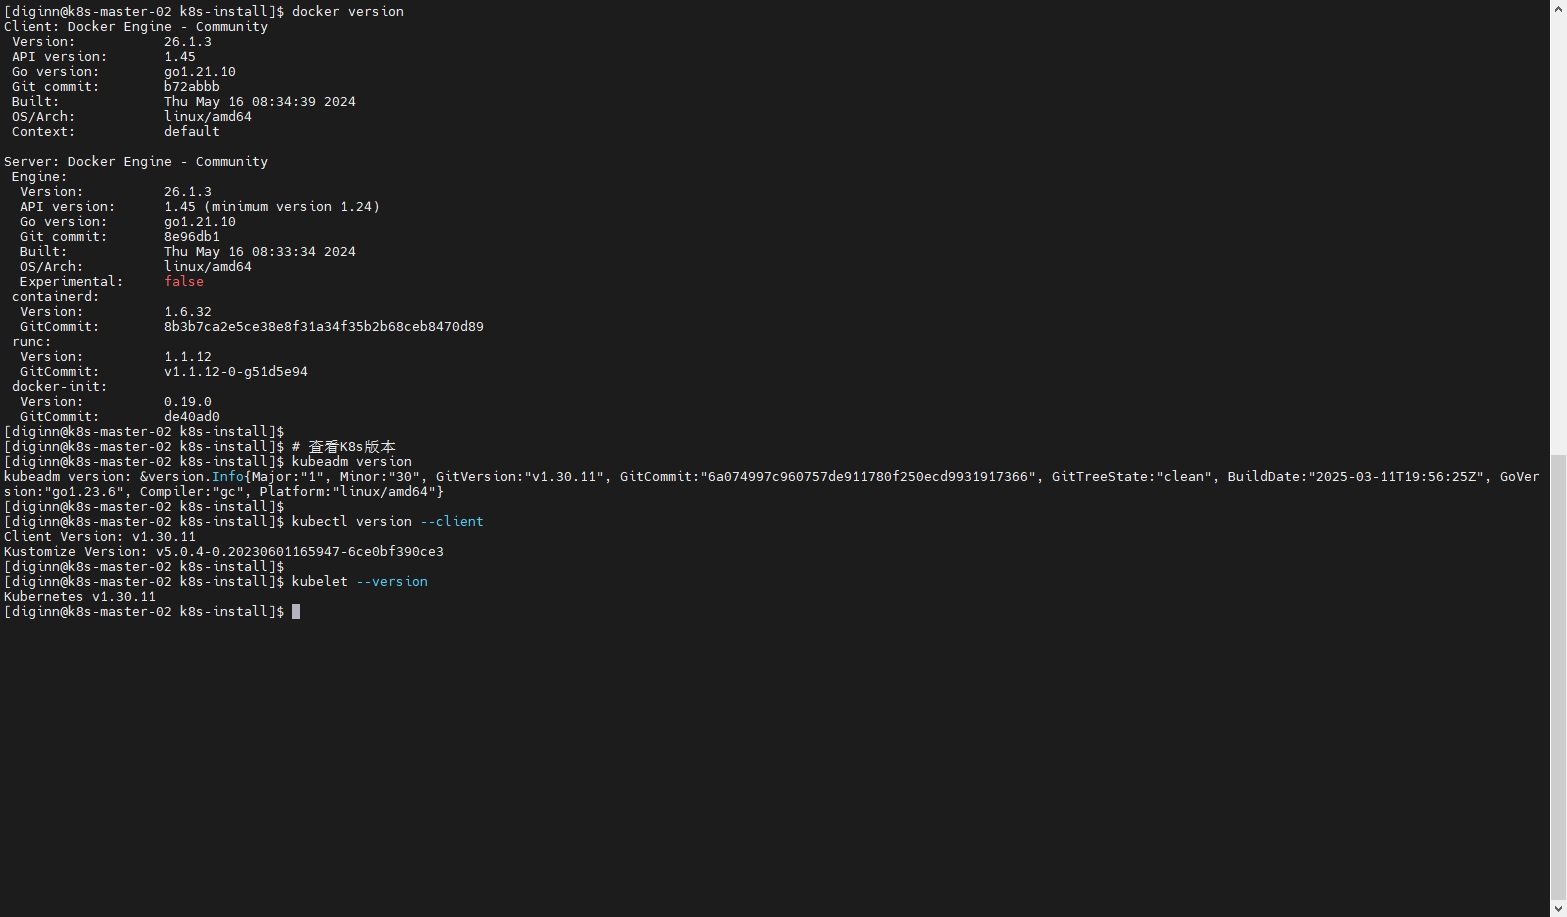 [diginn@k8s-master-02 k8s-install]$ docker version
Client: Docker Engine - Community
 Version:           26.1.3
 API version:       1.45
 Go version:        go1.21.10
 Git commit:        b72abbb
 Built:             Thu May 16 08:34:39 2024
 OS/Arch:           linux/amd64
 Context:           default

Server: Docker Engine - Community
 Engine:
  Version:          26.1.3
  API version:      1.45 (minimum version 1.24)
  Go version:       go1.21.10
  Git commit:       8e96db1
  Built:            Thu May 16 08:33:34 2024
  OS/Arch:          linux/amd64
  Experimental:     false
 containerd:
  Version:          1.6.32
  GitCommit:        8b3b7ca2e5ce38e8f31a34f35b2b68ceb8470d89
 runc:
  Version:          1.1.12
  GitCommit:        v1.1.12-0-g51d5e94
 docker-init:
  Version:          0.19.0
  GitCommit:        de40ad0
[diginn@k8s-master-02 k8s-install]$
[diginn@k8s-master-02 k8s-install]$ # 查看K8s版本
[diginn@k8s-master-02 k8s-install]$ kubeadm version
kubeadm version: &version.Info{Major:"1", Minor:"30", GitVersion:"v1.30.11", GitCommit:"6a074997c960757de911780f250ecd9931917366", GitTreeState:"clean", BuildDate:"2025-03-11T19:56:25Z", GoVer
sion:"go1.23.6", Compiler:"gc", Platform:"linux/amd64"}
[diginn@k8s-master-02 k8s-install]$
[diginn@k8s-master-02 k8s-install]$ kubectl version --client
Client Version: v1.30.11
Kustomize Version: v5.0.4-0.20230601165947-6ce0bf390ce3
[diginn@k8s-master-02 k8s-install]$
[diginn@k8s-master-02 k8s-install]$ kubelet --version
Kubernetes v1.30.11
[diginn@k8s-master-02 k8s-install]$